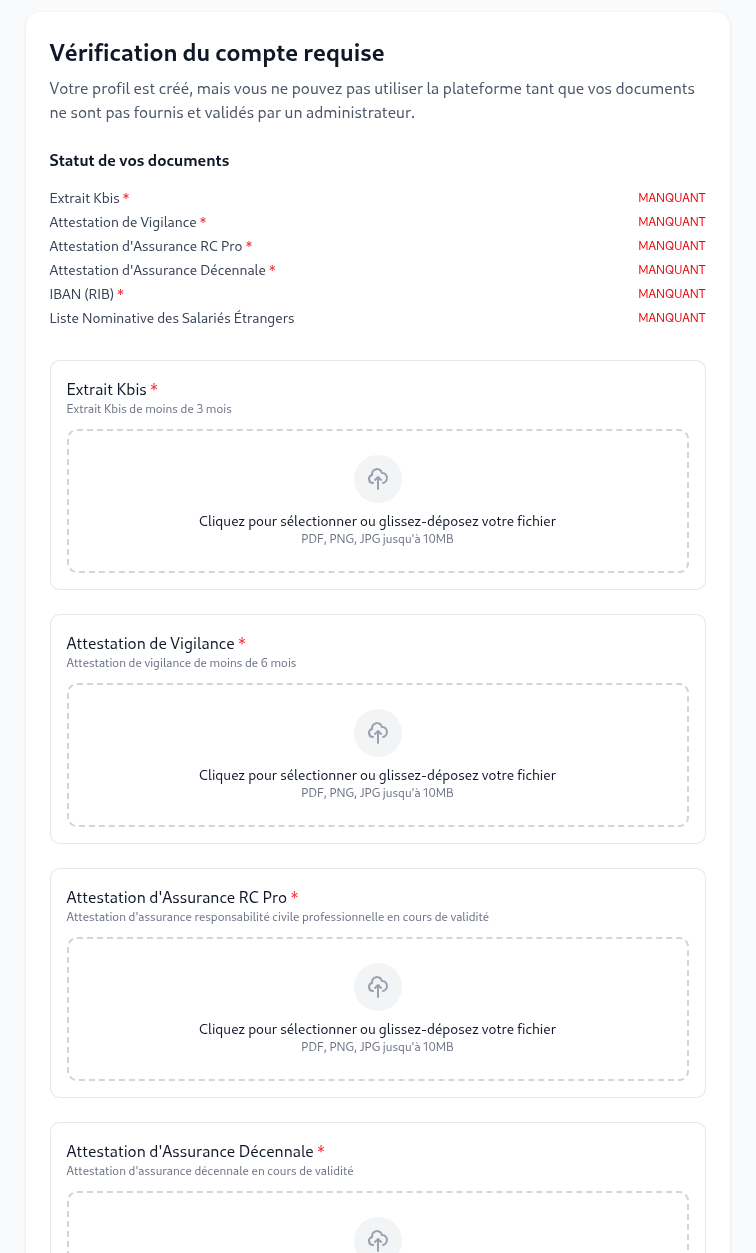 Vérification du compte requise
Votre profil est créé, mais vous ne pouvez pas utiliser la plateforme tant que vos documents
ne sont pas fournis et validés par un administrateur.
Statut de vos documents
Extrait Kbis * MANQUANT
Attestation de Vigilance * MANQUANT
Attestation d'Assurance RC Pro * MANQUANT
Attestation d'Assurance Décennale * MANQUANT
IBAN (RIB) * MANQUANT
Liste Nominative des Salariés Étrangers MANQUANT
Extrait Kbis *
Extrait Kbis de moins de 3 mois
Cliquez pour sélectionner ou glissez-déposez votre fichier
PDF, PNG, JPG jusqu'à 10MB
Attestation de Vigilance *
Attestation de vigilance de moins de 6 mois
Cliquez pour sélectionner ou glissez-déposez votre fichier
PDF, PNG, JPG jusqu'à 10MB
Attestation d'Assurance RC Pro *
Attestation d'assurance responsabilité civile professionnelle en cours de validité
Cliquez pour sélectionner ou glissez-déposez votre fichier
PDF, PNG, JPG jusqu'à 10MB
Attestation d'Assurance Décennale *
Attestation d'assurance décennale en cours de validité